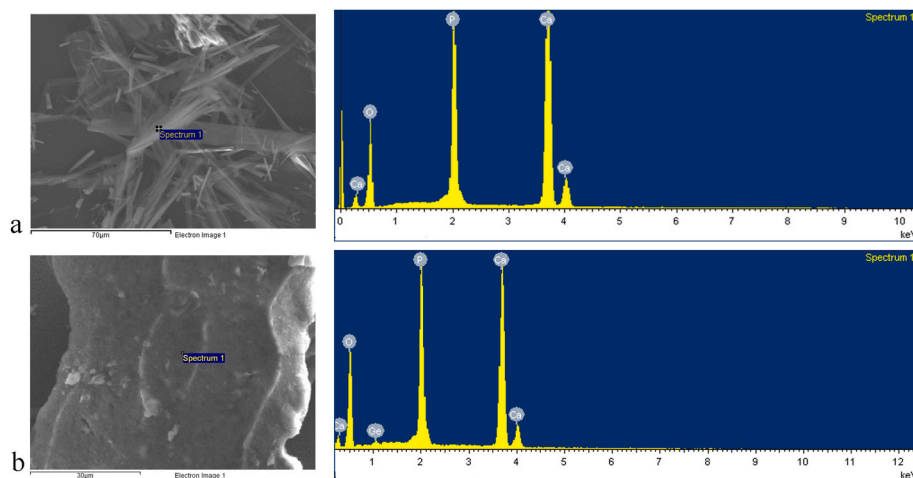 Spectrum 1
P
Ca
O
Ca
Ca
Spectrum 1
0 1 2 3 4 5 6 7 8 9 10
keV
a
70µm Electron Image 1
Spectrum 1
P
Ca
O
Ca
Ge
Ca
Spectrum 1
1 2 3 4 5 6 7 8 9 10 11 12
keV
b
30µm Electron Image 1